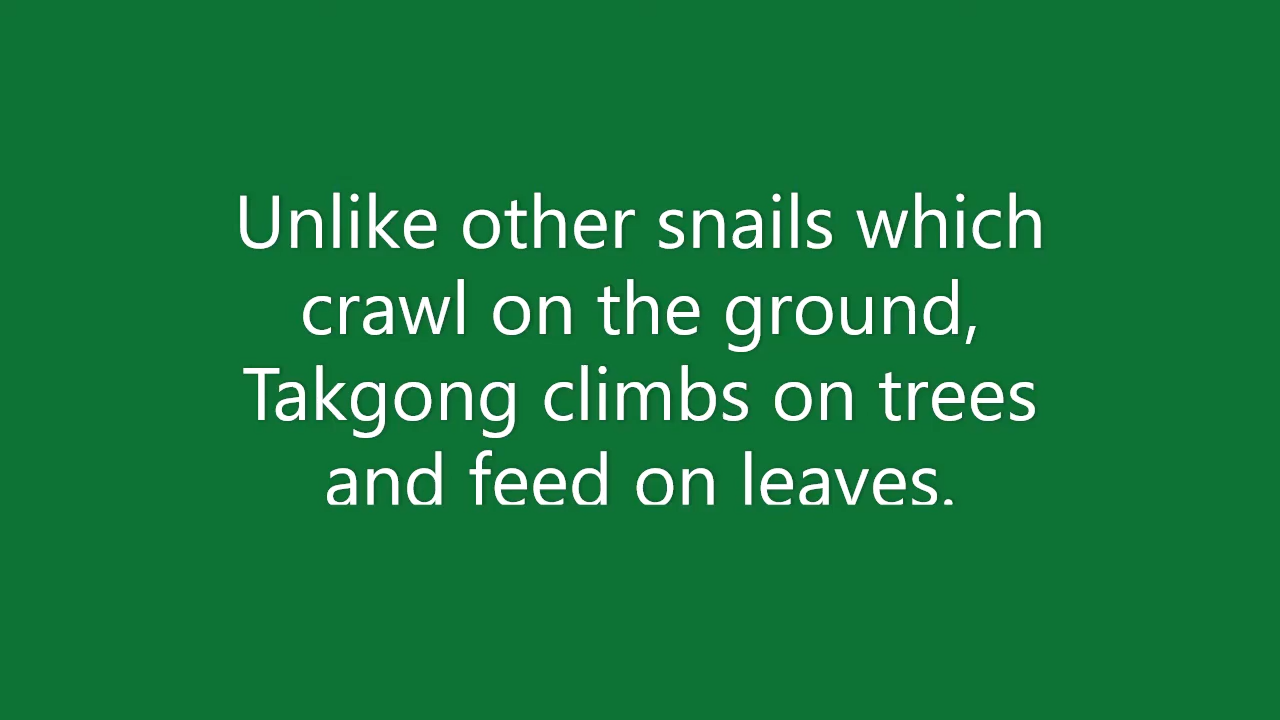 Unlike other snails which
crawl on the ground,
Takgong climbs on trees
and feed on leaves.